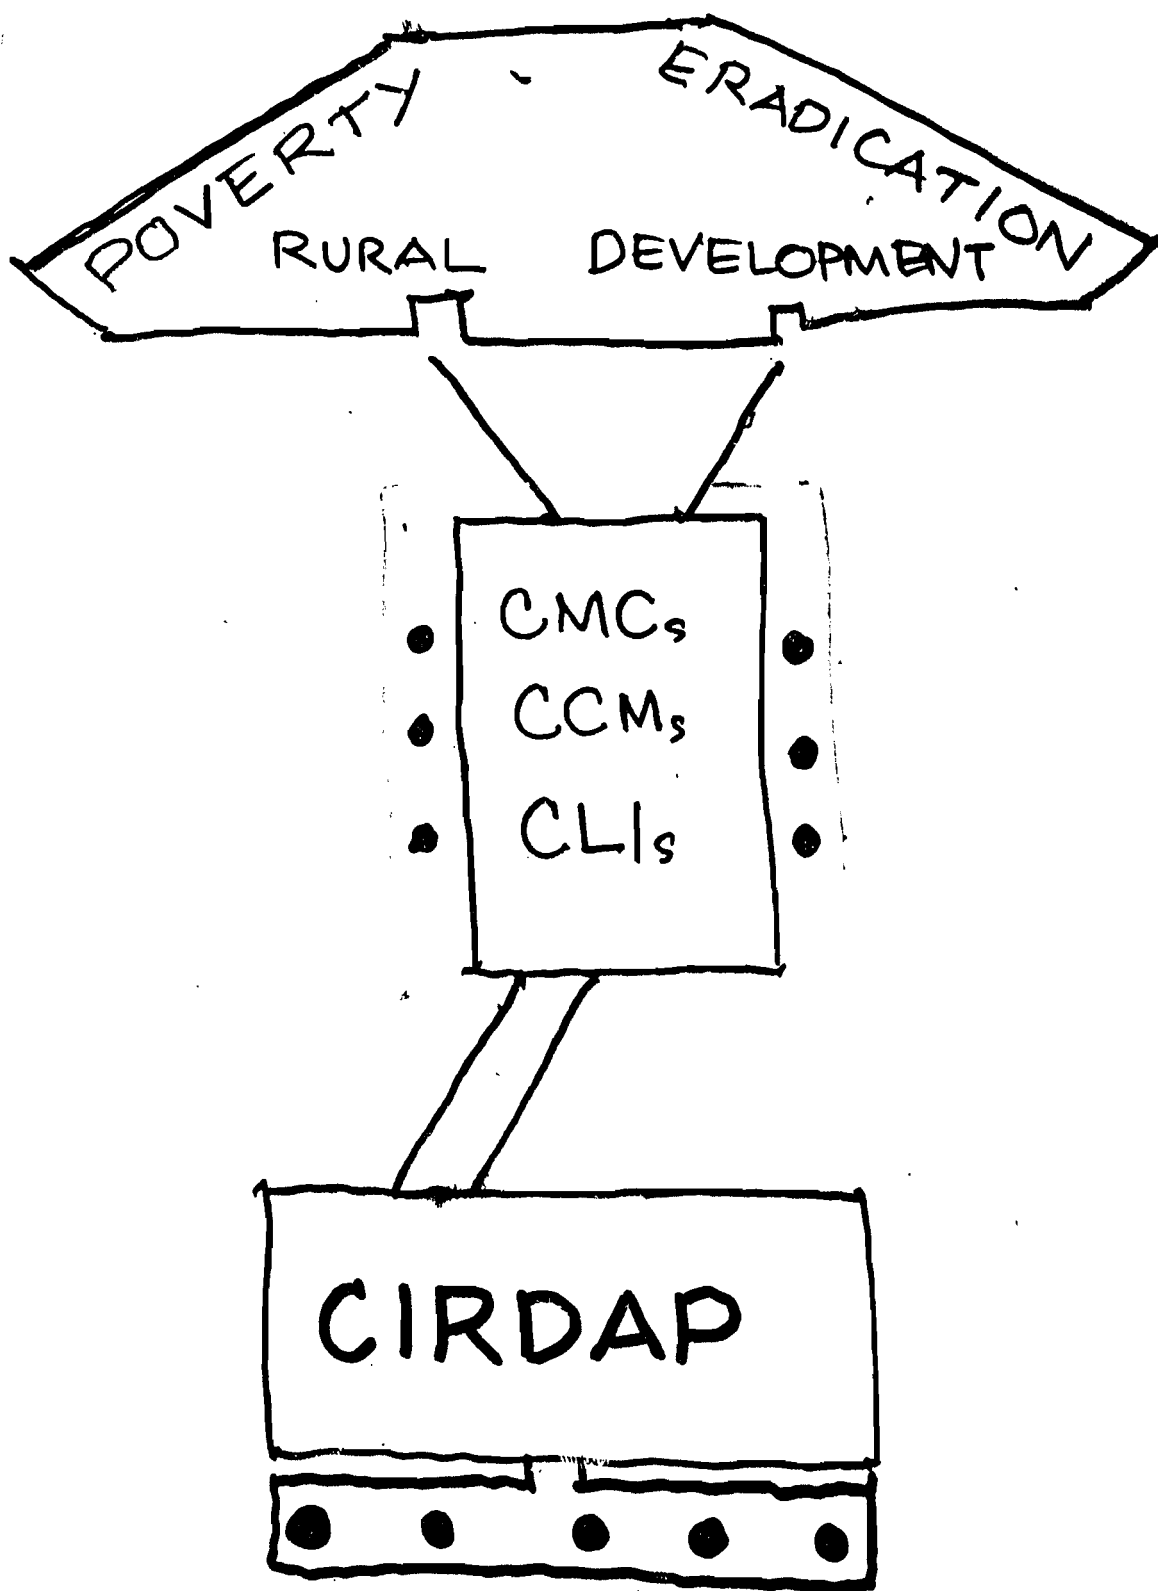 POVERTY ERADICATION
RURAL DEVELOPMENT
CMCs
CCMs
CLIs
CIRDAP